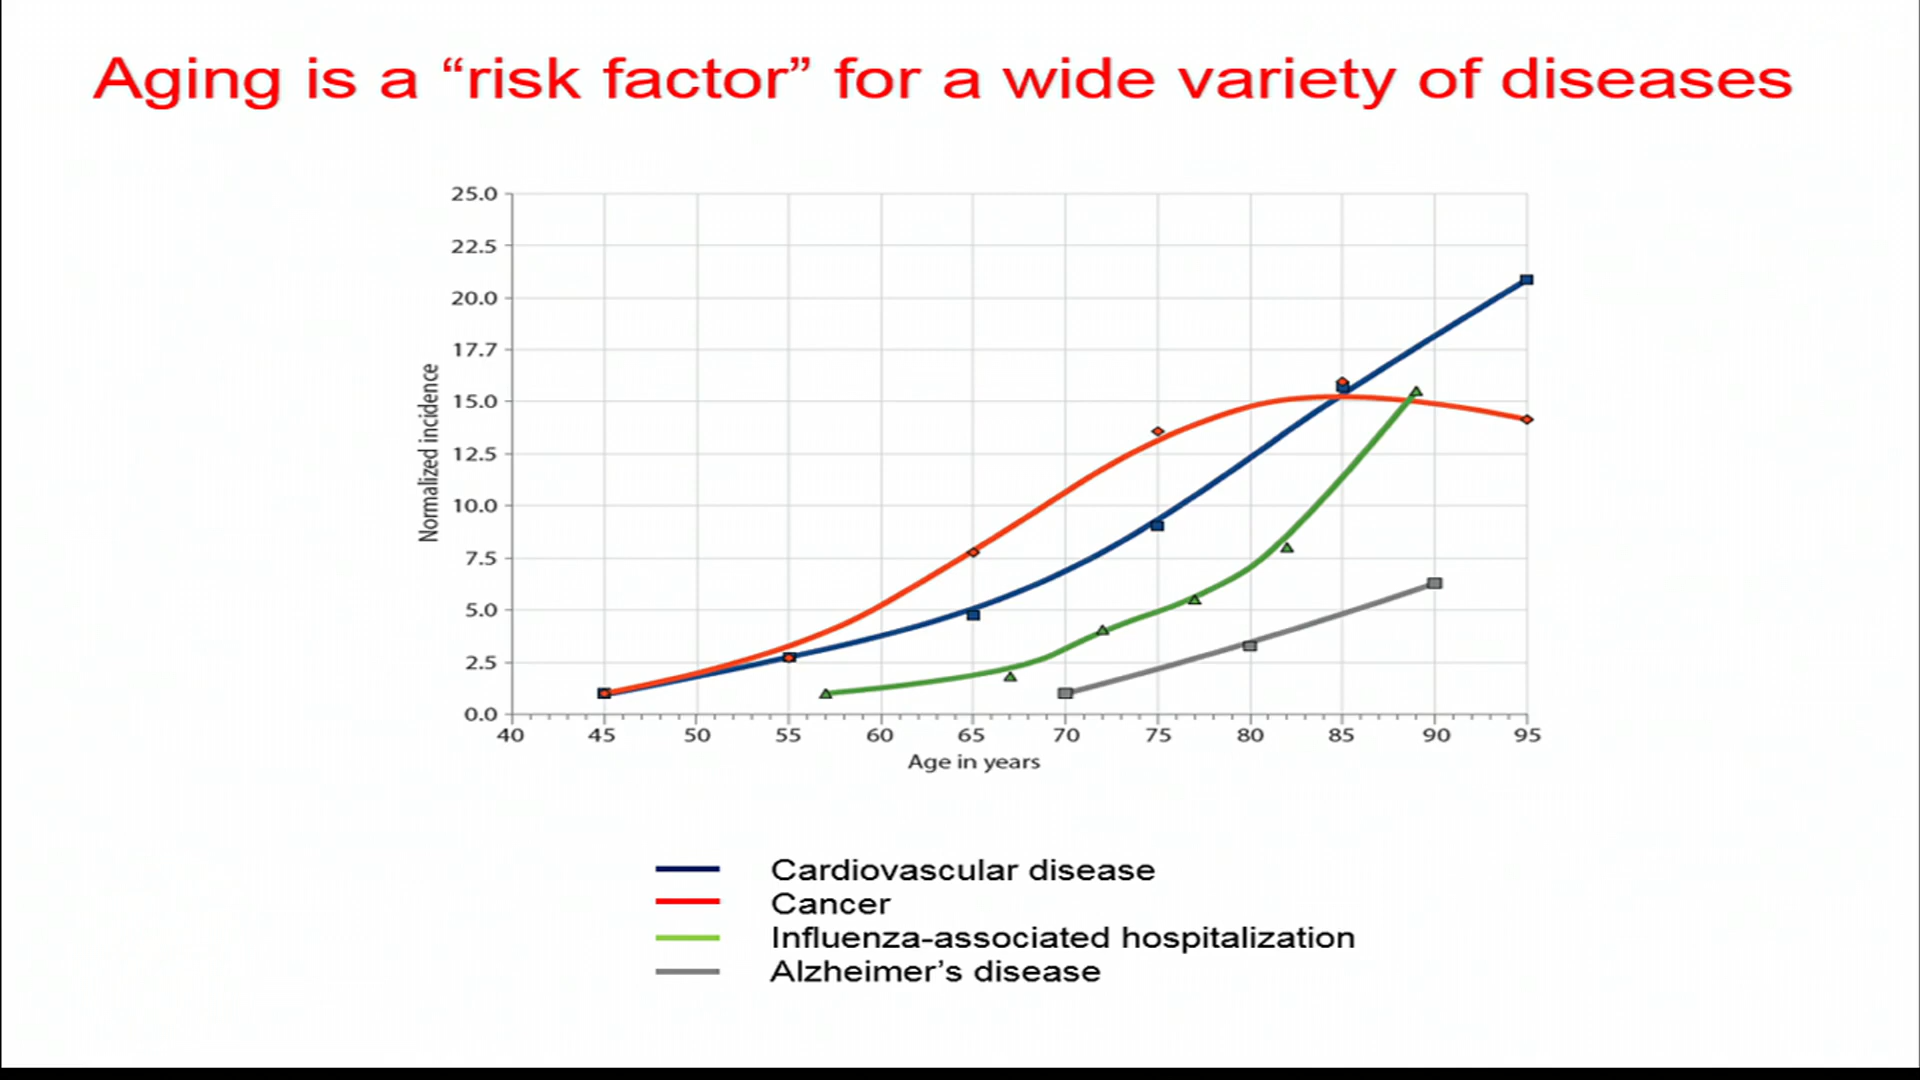 Aging is a “risk factor” for a wide variety of diseases
25.0
22.5
20.0
17.7
15.0
12.5
10.0
7.5
5.0
2.5
0.0
Normalized incidence
40 45 50 55 60 65 70 75 80 85 90 95
Age in years
Cardiovascular disease
Cancer
Influenza-associated hospitalization
Alzheimer’s disease